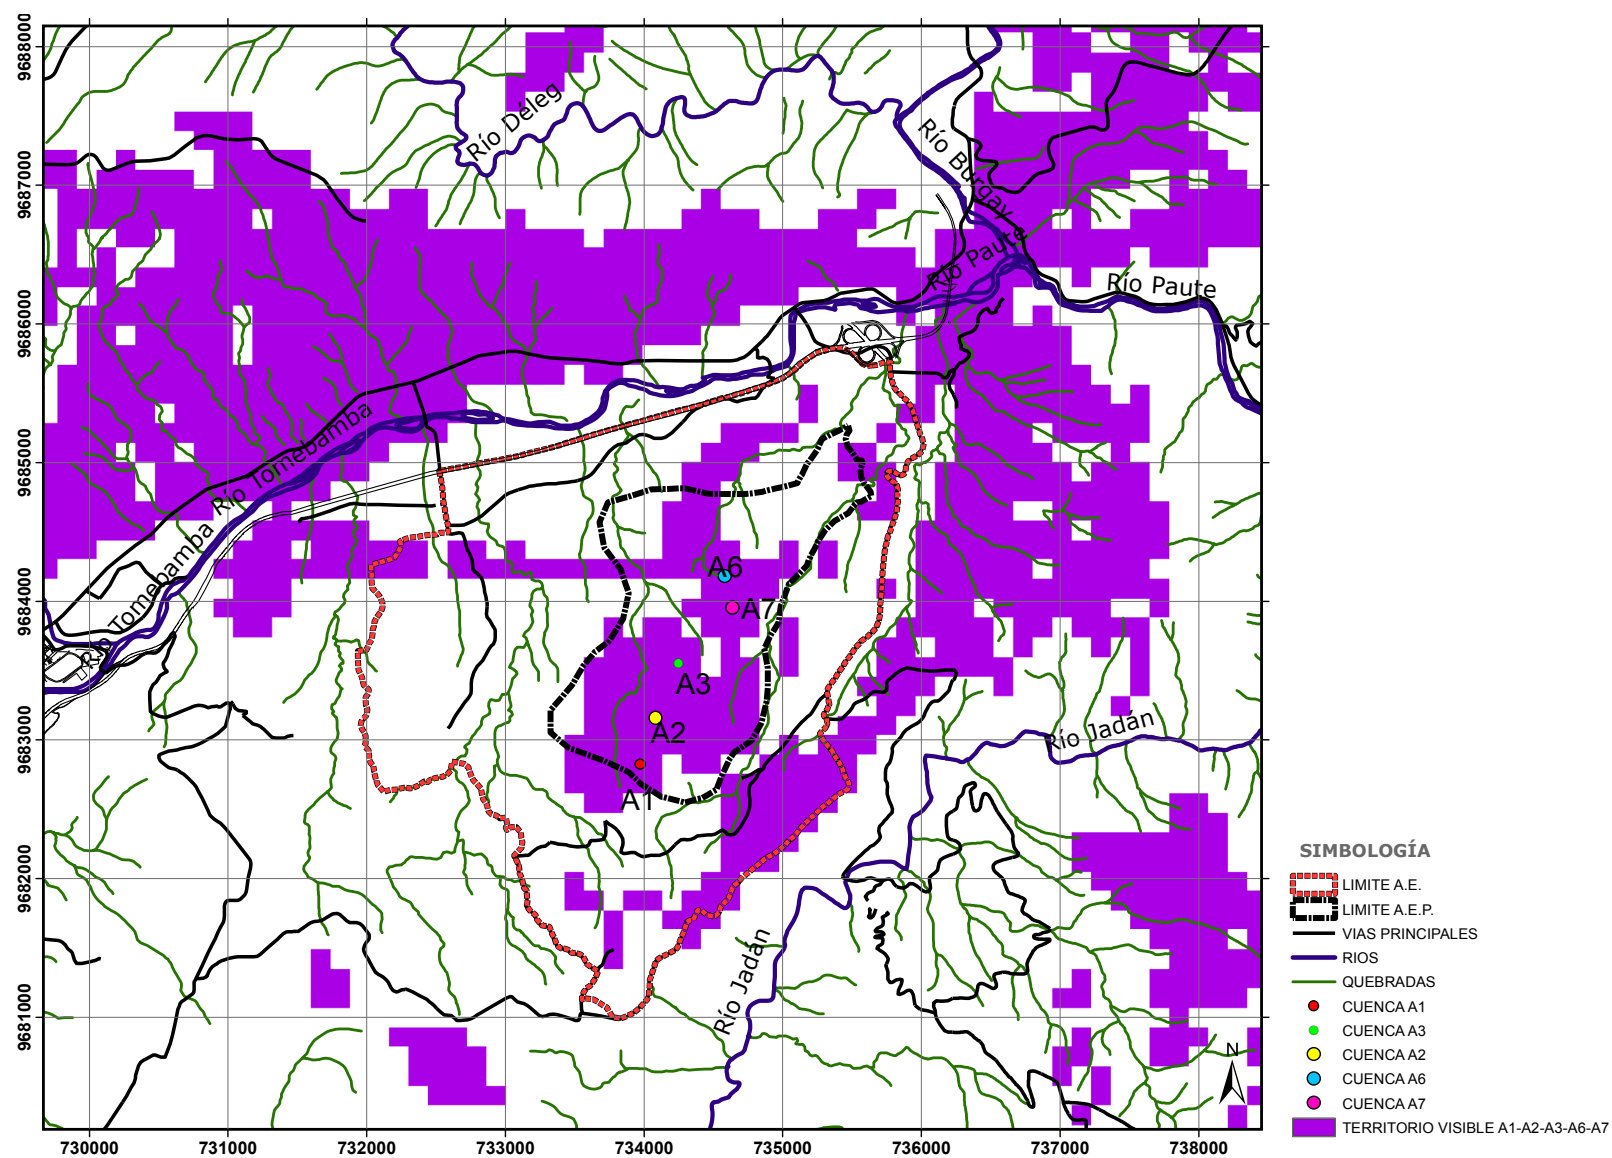 9688000
9687000
9686000
9685000
9684000
9683000
9682000
9681000
Río Déleg
Río Burgay
Río Paute
Río Paute
Río Tomebamba
Río Tomebamba
Río Jadán
Río Jadán
A6
A7
A3
A2
A1
N
730000 731000 732000 733000 734000 735000 736000 737000 738000
SIMBOLOGÍA
LIMITE A.E.
LIMITE A.E.P.
VIAS PRINCIPALES
RIOS
QUEBRADAS
CUENCA A1
CUENCA A3
CUENCA A2
CUENCA A6
CUENCA A7
TERRITORIO VISIBLE A1-A2-A3-A6-A7